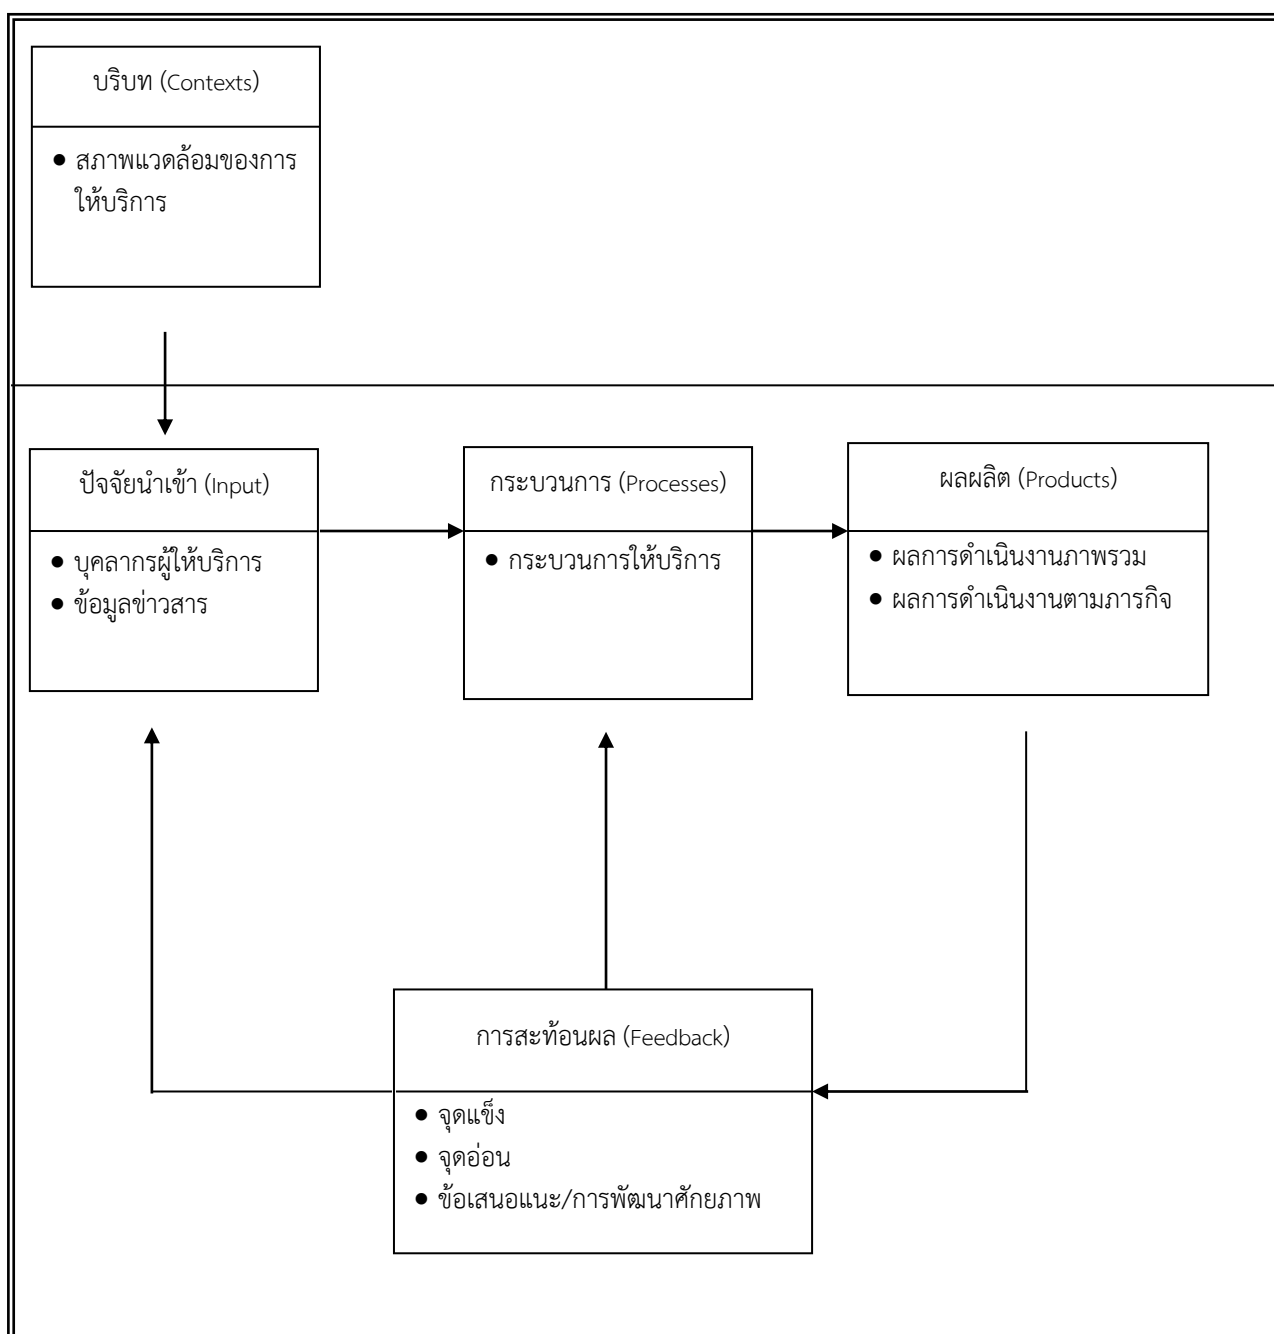 บริบท (Contexts)
● สภาพแวดล้อมของการ
ให้บริการ
ปัจจัยนำเข้า (Input)
● บุคลากรผู้ให้บริการ
● ข้อมูลข่าวสาร
กระบวนการ (Processes)
● กระบวนการให้บริการ
ผลผลิต (Products)
● ผลการดำเนินงานภาพรวม
● ผลการดำเนินงานตามภารกิจ
การสะท้อนผล (Feedback)
● จุดแข็ง
● จุดอ่อน
● ข้อเสนอแนะ/การพัฒนาศักยภาพ